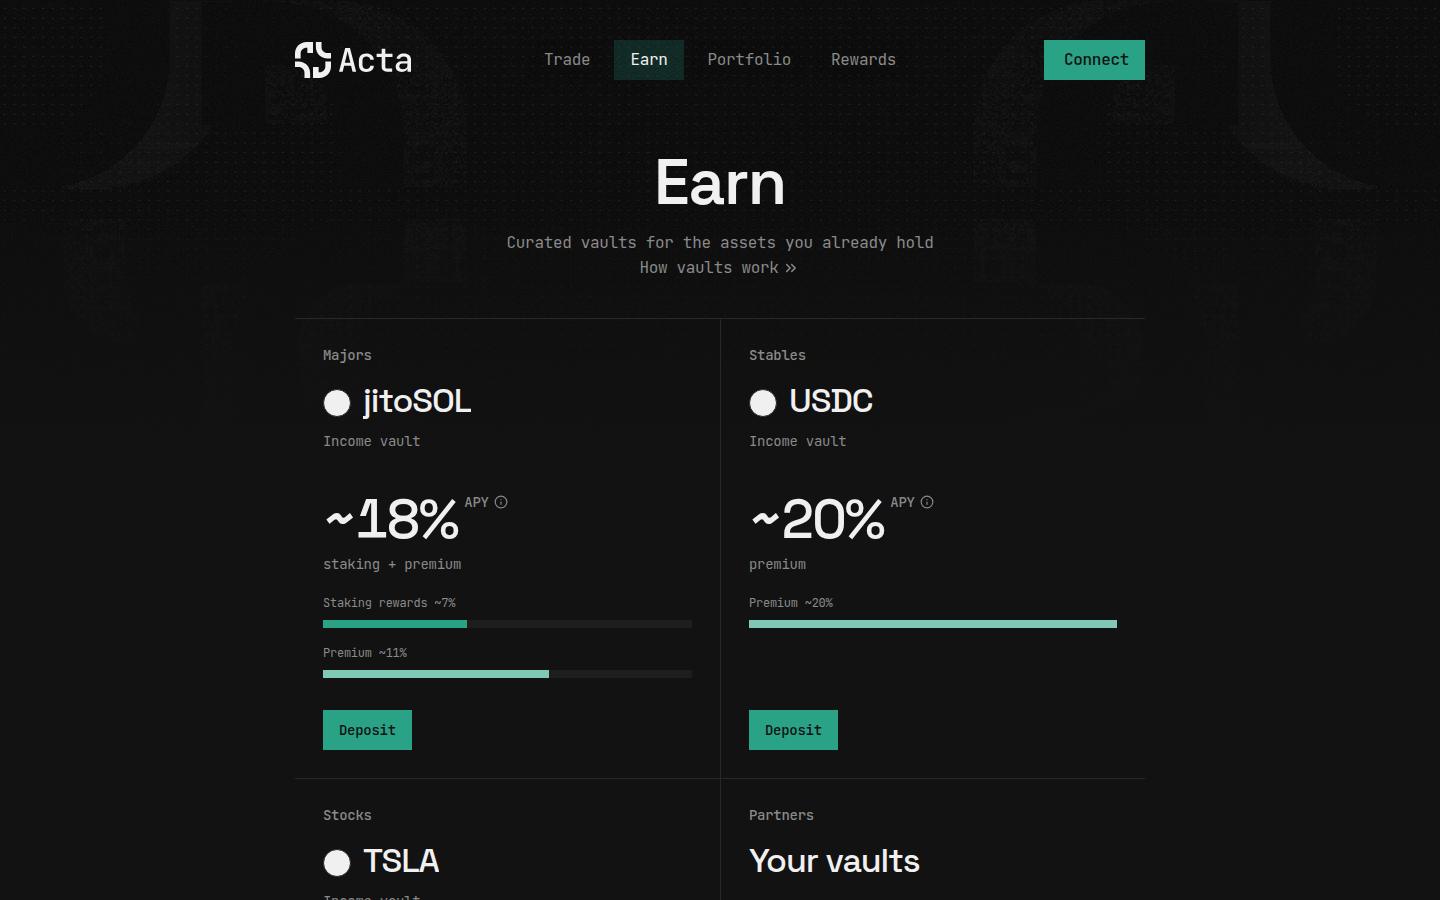 Acta
Trade
Earn
Portfolio
Rewards
Connect
Earn
Curated vaults for the assets you already hold
How vaults work »
Majors
jitoSOL
Income vault
~18% APY
staking + premium
Staking rewards ~7%
Premium ~11%
Deposit
Stables
USDC
Income vault
~20% APY
premium
Premium ~20%
Deposit
Stocks
TSLA
Income vault
Partners
Your vaults